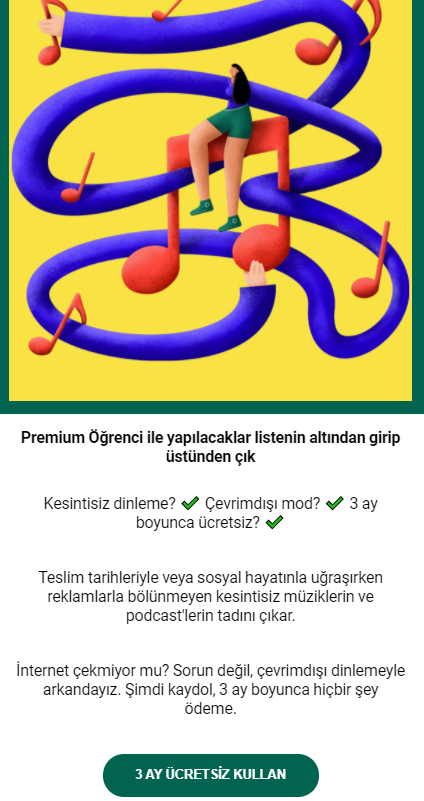 Premium Öğrenci ile yapılacaklar listenin altından girip
üstünden çık
Kesintisiz dinleme? ✔ Çevrimdışı mod? ✔ 3 ay
boyunca ücretsiz? ✔
Teslim tarihleriyle veya sosyal hayatınla uğraşırken
reklamlarla bölünmeyen kesintisiz müziklerin ve
podcast'lerin tadını çıkar.
İnternet çekmiyor mu? Sorun değil, çevrimdışı dinlemeyle
arkandayız. Şimdi kaydol, 3 ay boyunca hiçbir şey
ödeme.
3 AY ÜCRETSİZ KULLAN